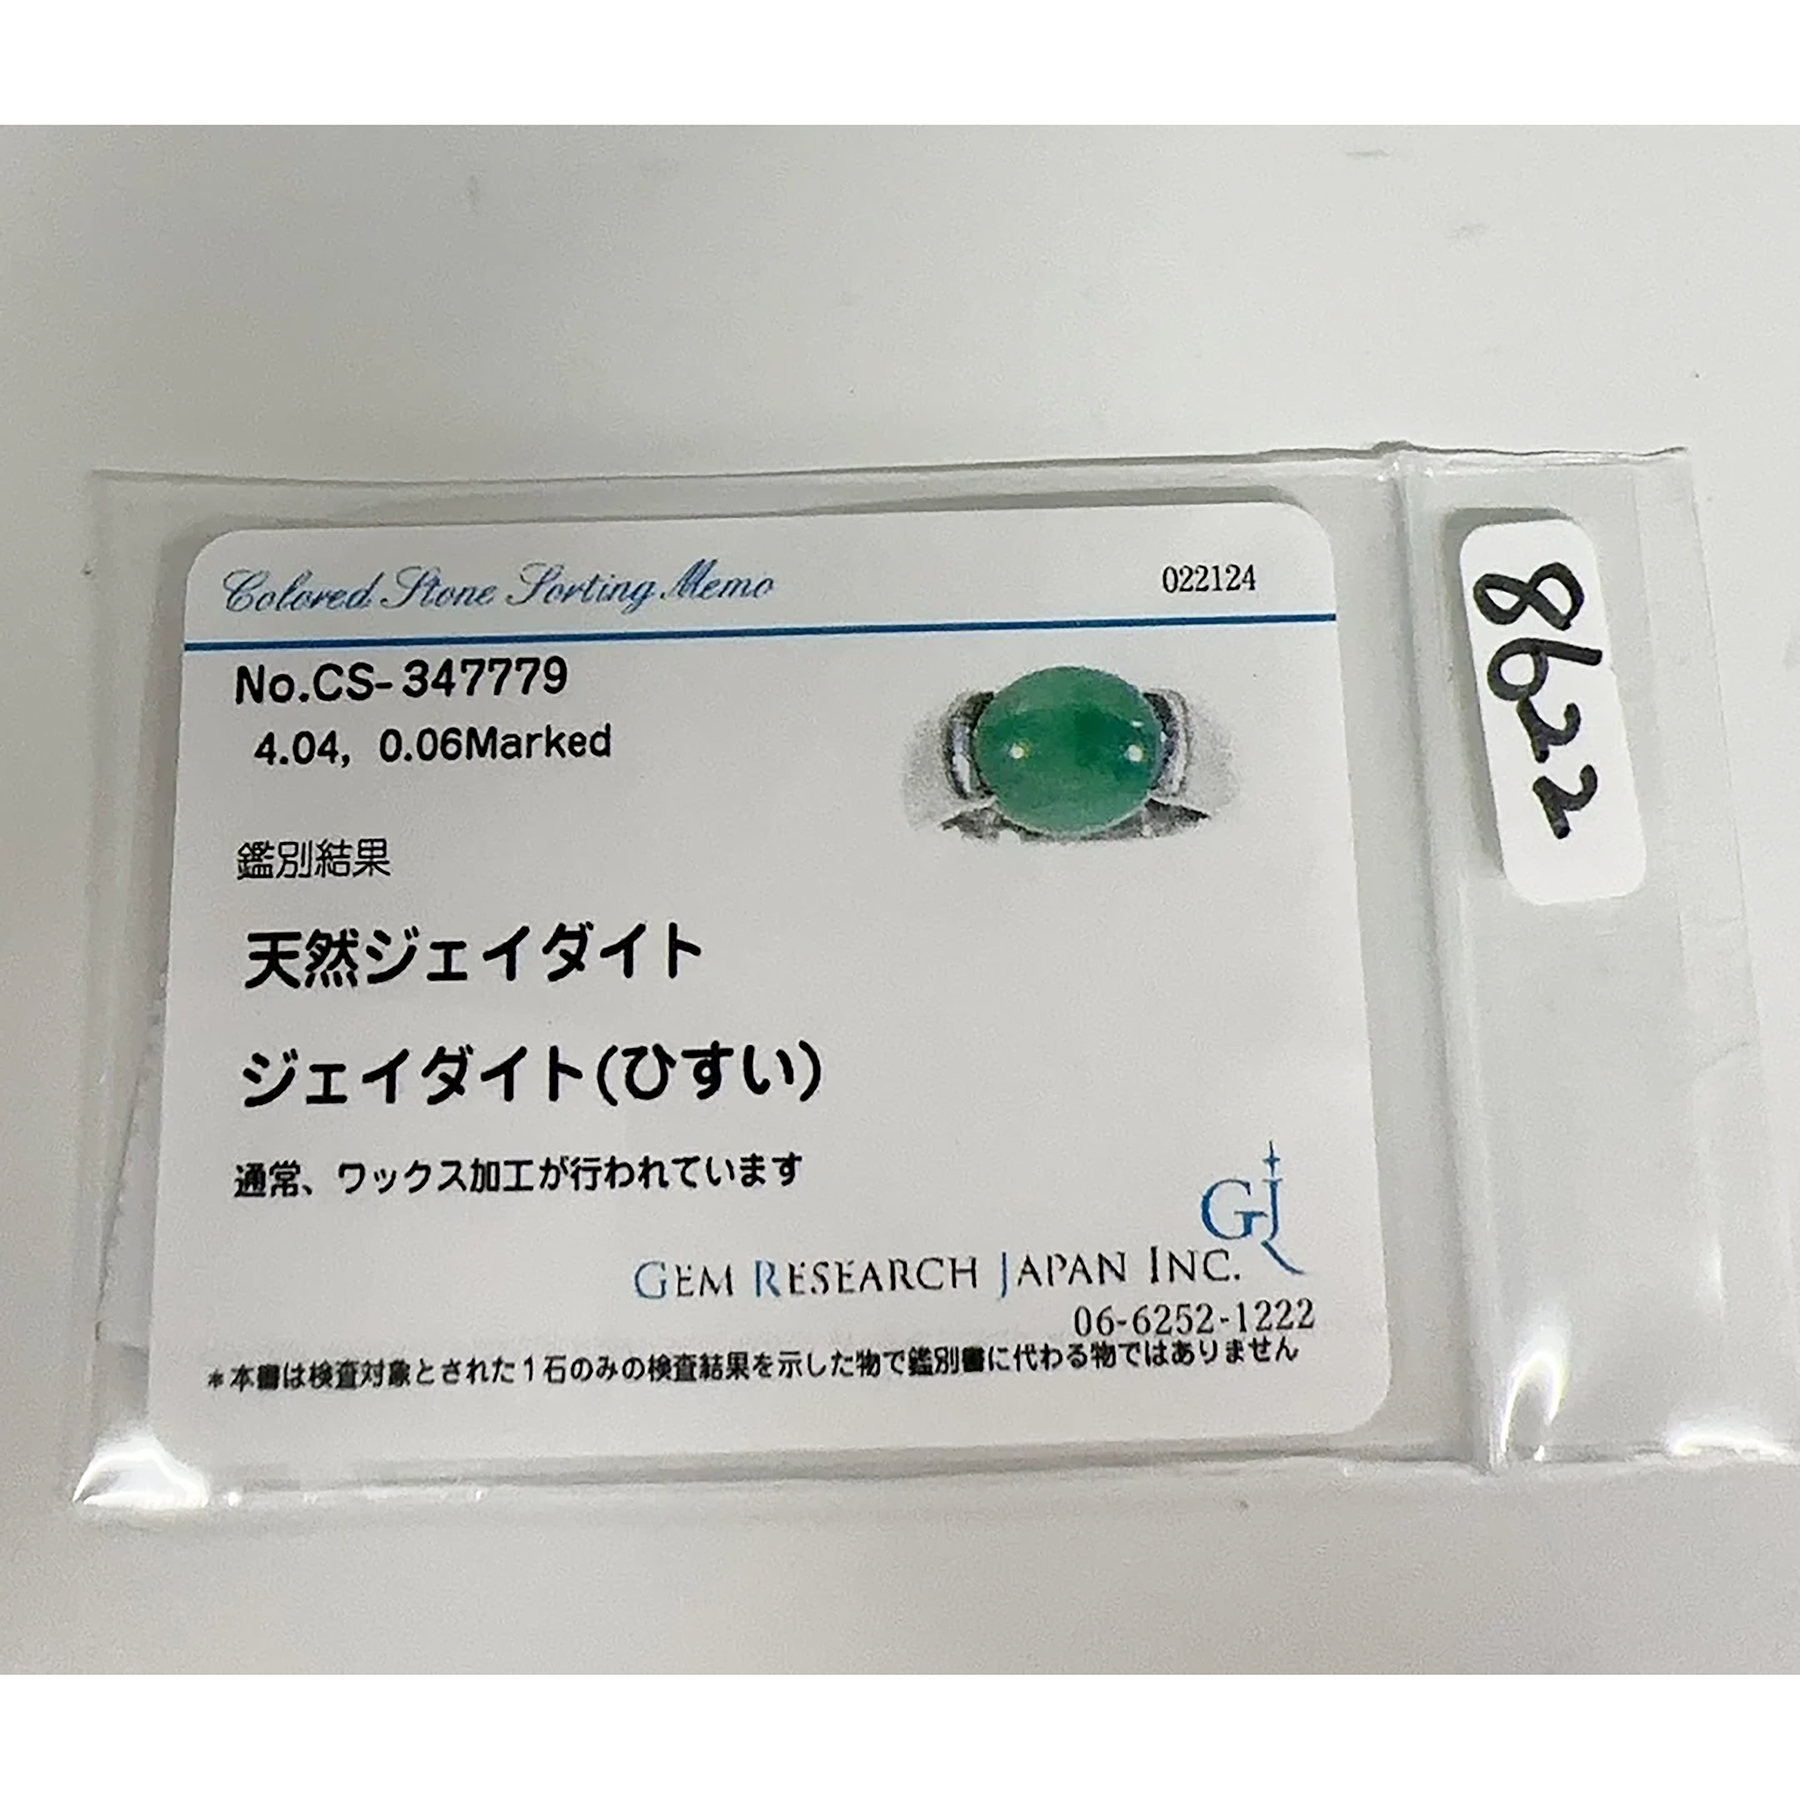 Colored Stone Sorting Memo 022124
No.CS-347779
4.04, 0.06Marked
鑑別結果
天然ジェイダイト
ジェイダイト(ひすい)
通常、ワックス加工が行われています
GJ
GEM RESEARCH JAPAN INC.
06-6252-1222
*本書は検査対象とされた1石のみの検査結果を示した物で鑑別書に代わる物ではありません
8622